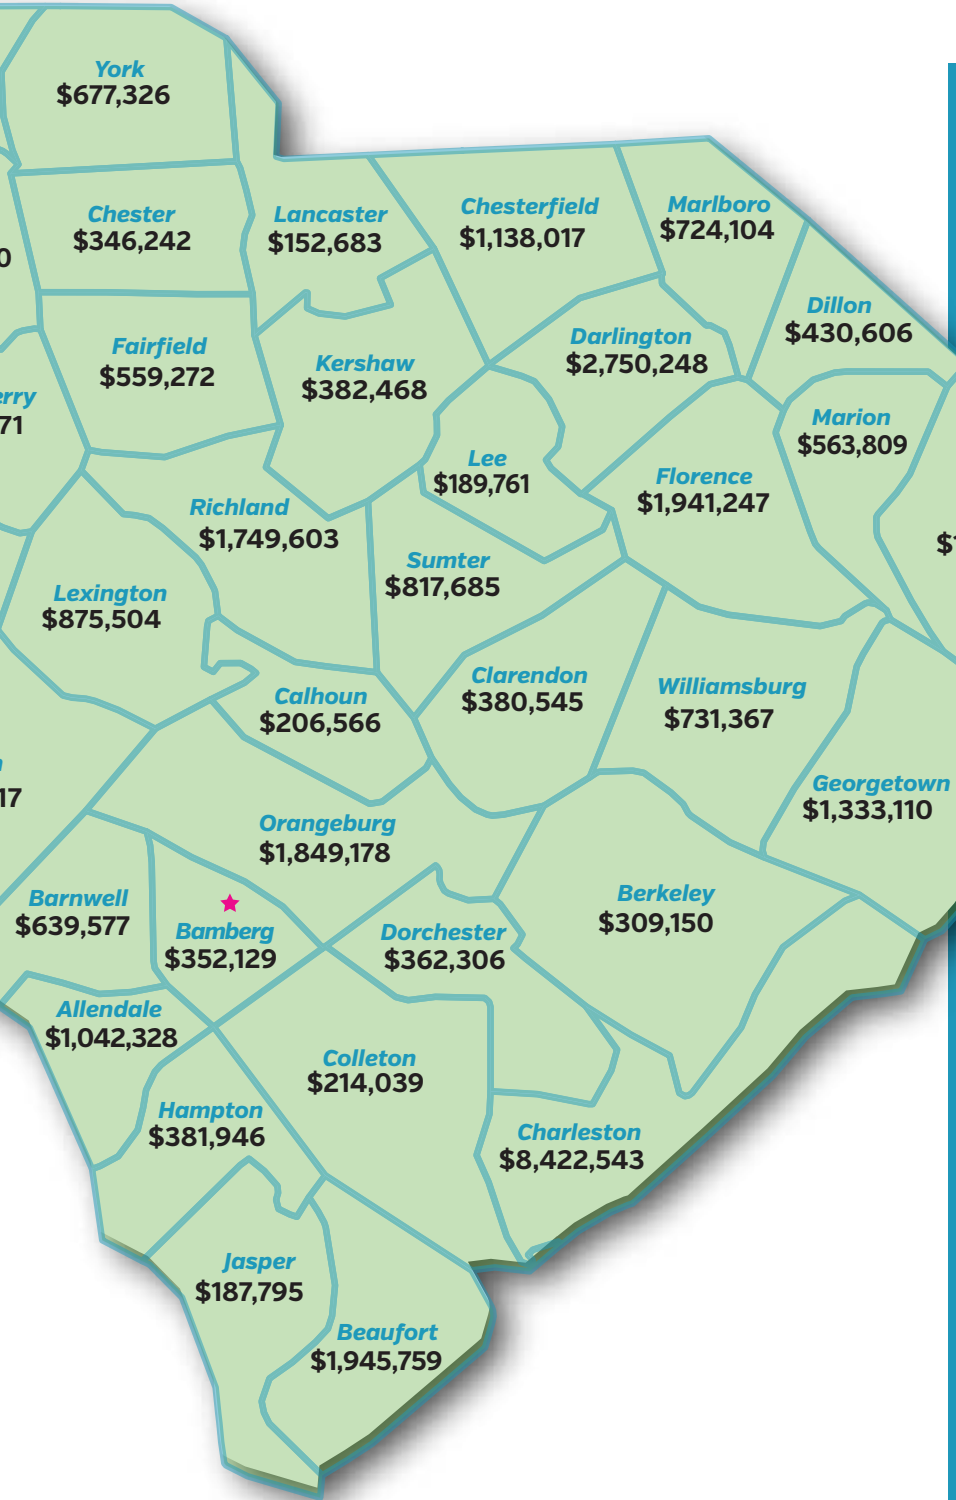 York
$677,326
Chester
$346,242
Lancaster
$152,683
Chesterfield
$1,138,017
Marlboro
$724,104
0
Dillon
$430,606
Fairfield
$559,272
Kershaw
$382,468
Darlington
$2,750,248
erry
71
Marion
$563,809
Lee
$189,761
Florence
$1,941,247
Richland
$1,749,603
$1
Sumter
$817,685
Lexington
$875,504
Clarendon
$380,545
Williamsburg
$731,367
Calhoun
$206,566
17
Georgetown
$1,333,110
Orangeburg
$1,849,178
Barnwell
$639,577
Bamberg
$352,129
Dorchester
$362,306
Berkeley
$309,150
Allendale
$1,042,328
Colleton
$214,039
Hampton
$381,946
Charleston
$8,422,543
Jasper
$187,795
Beaufort
$1,945,759